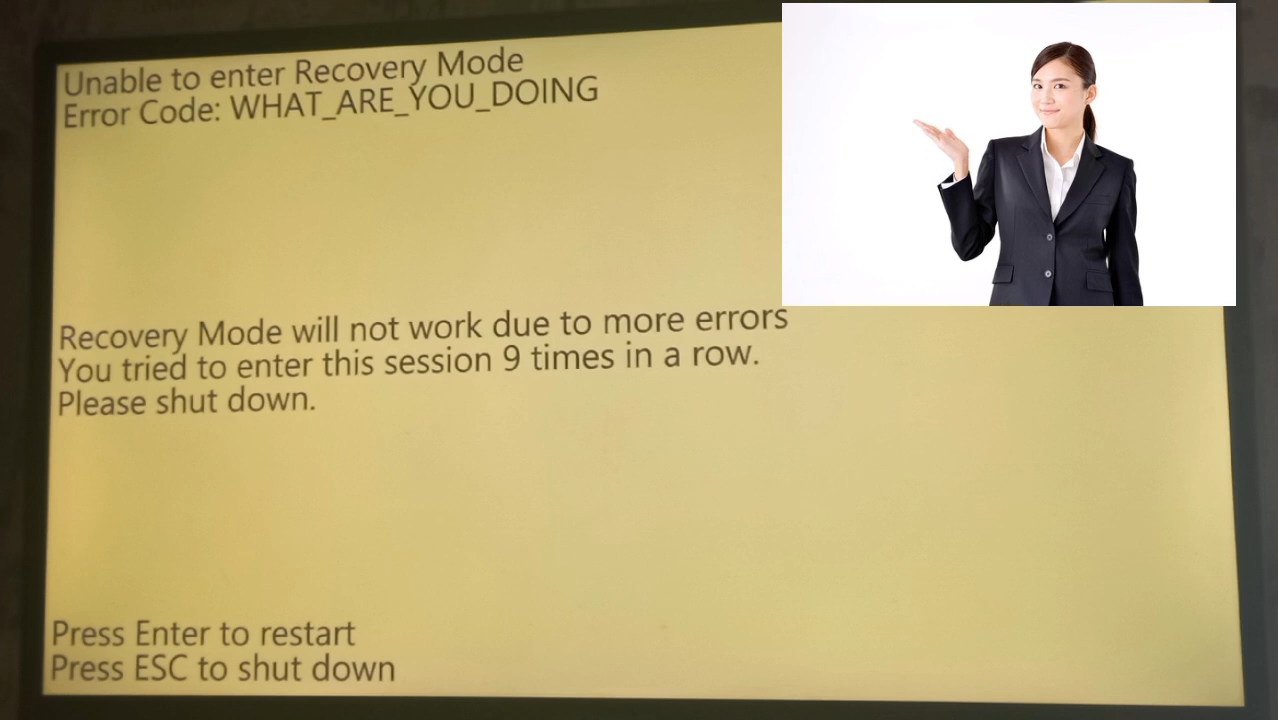 Unable to enter Recovery Mode
Error Code: WHAT_ARE_YOU_DOING
Recovery Mode will not work due to more errors
You tried to enter this session 9 times in a row.
Please shut down.
Press Enter to restart
Press ESC to shut down